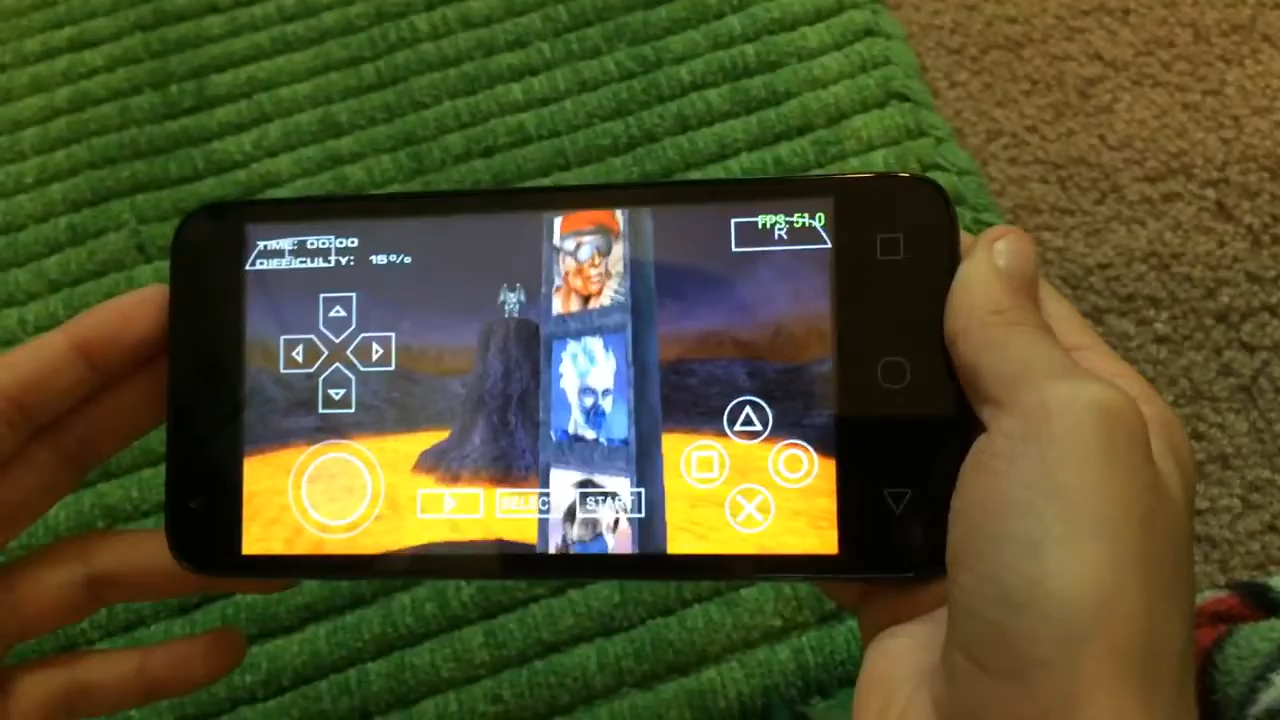 TIME: 00:00
DIFFICULTY: 15%
FPS: 51.0
R
SELECT
START